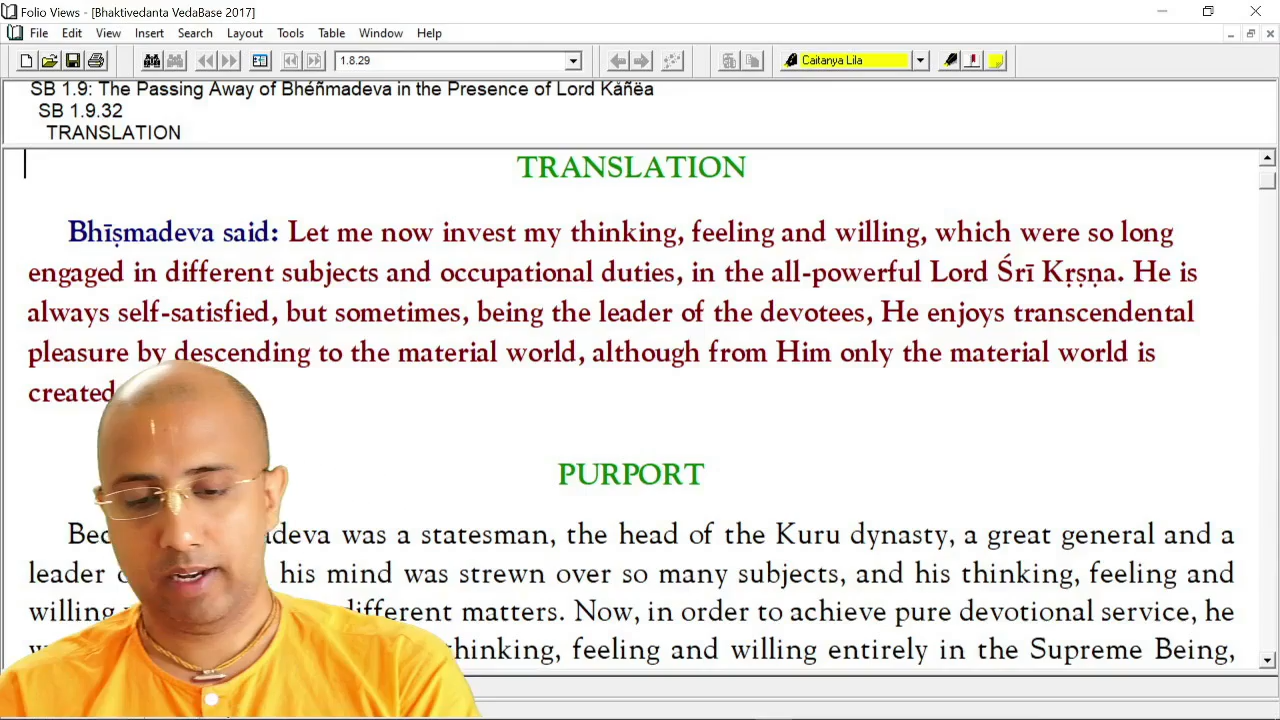 Folio Views - [Bhaktivedanta VedaBase 2017]
File Edit View Insert Search Layout Tools Table Window Help
1.8.29 Caitanya Lila
SB 1.9: The Passing Away of Bhéñmadeva in the Presence of Lord Kåñëa
SB 1.9.32
TRANSLATION
TRANSLATION
Bhīṣmadeva said: Let me now invest my thinking, feeling and willing, which were so long
engaged in different subjects and occupational duties, in the all-powerful Lord Śrī Kṛṣṇa. He is
always self-satisfied, but sometimes, being the leader of the devotees, He enjoys transcendental
pleasure by descending to the material world, although from Him only the material world is
created
PURPORT
was a statesman, the head of the Kuru dynasty, a great general and a
leader his mind was strewn over so many subjects, and his thinking, feeling and
willing different matters. Now, in order to achieve pure devotional service, he
thinking, feeling and willing entirely in the Supreme Being,